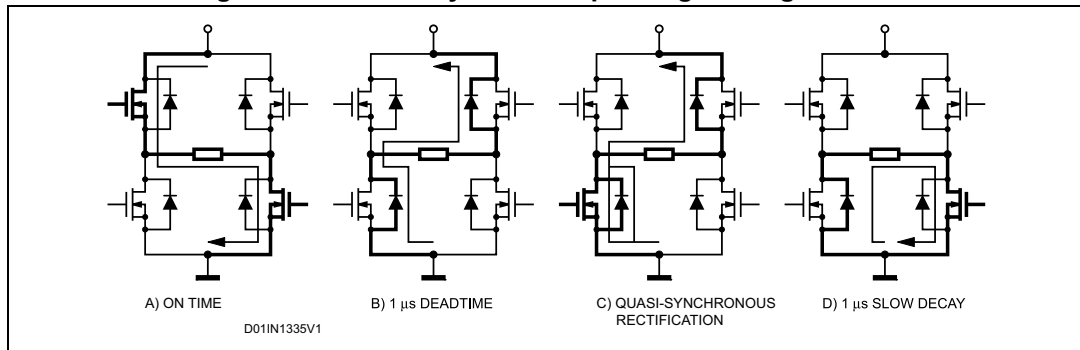 A) ON TIME
B) 1 μs DEADTIME
C) QUASI-SYNCHRONOUS
RECTIFICATION
D) 1 μs SLOW DECAY
D01IN1335V1